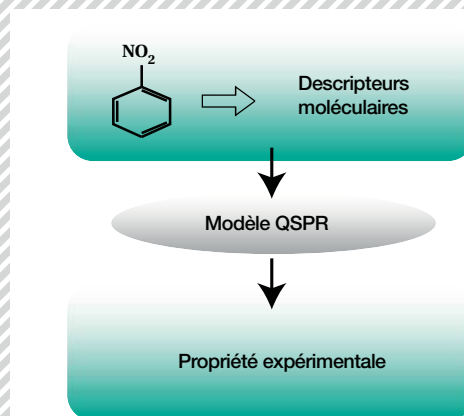 NO2
Descripteurs
moléculaires
Modèle QSPR
Propriété expérimentale